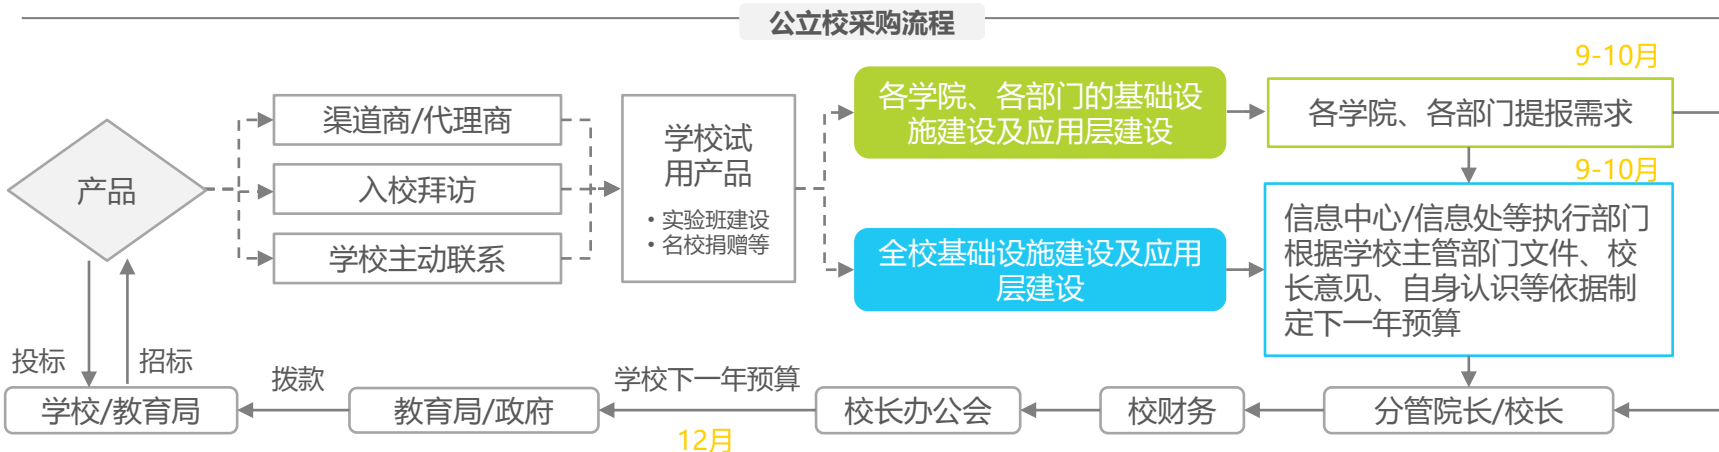 公立校采购流程
9-10月
产品
渠道商/代理商
入校拜访
学校主动联系
学校试
用产品
・实验班建设
・名校捐赠等
各学院、各部门的基础设
施建设及应用层建设
各学院、各部门提报需求
9-10月
全校基础设施建设及应用
层建设
信息中心/信息处等执行部门
根据学校主管部门文件、校
长意见、自身认识等依据制
定下一年预算
投标
招标
拨款
学校下一年预算
学校/教育局
教育局/政府
校长办公会
校财务
分管院长/校长
12月